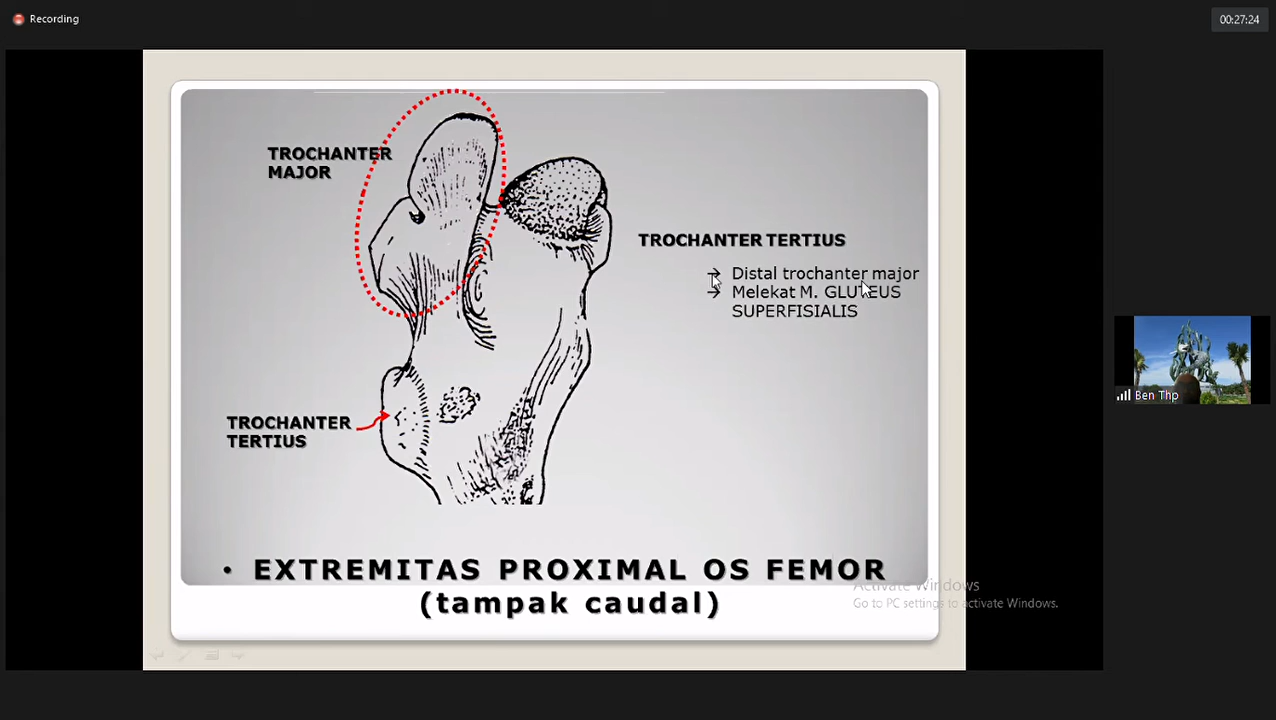 Recording
00:27:24
TROCHANTER
MAJOR
TROCHANTER TERTIUS
→ Distal trochanter major
→ Melekat M. GLUTEUS
SUPERFISIALIS
TROCHANTER
TERTIUS
Ben Thp
• EXTREMITAS PROXIMAL OS FEMOR
(tampak caudal)
Activate Windows
Go to PC settings to activate Windows.